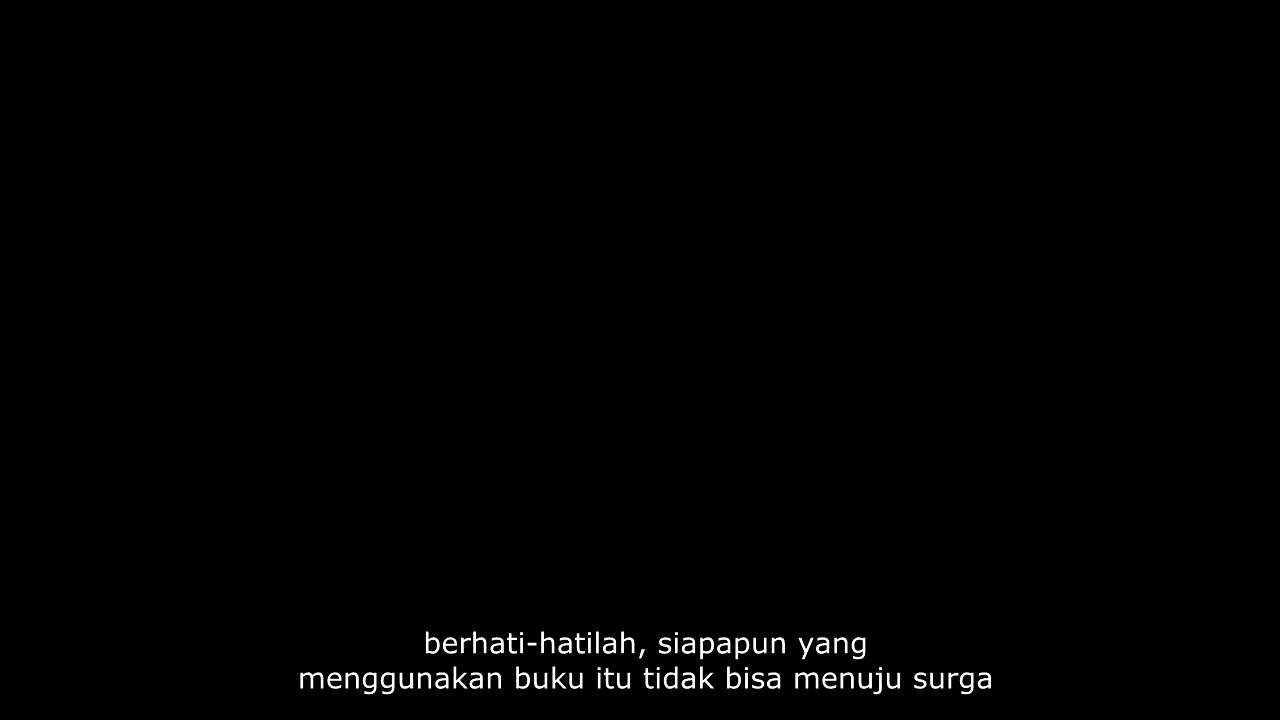 berhati-hatilah, siapapun yang
menggunakan buku itu tidak bisa menuju surga